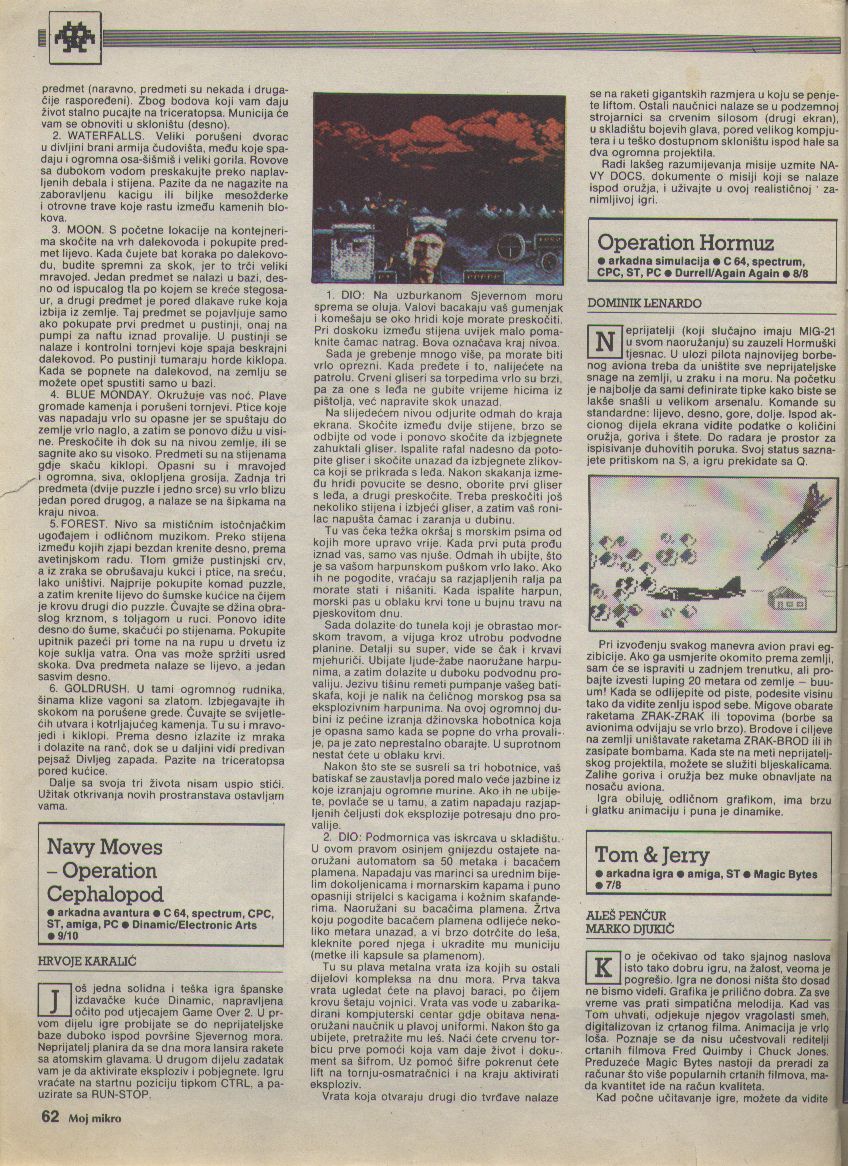 predmet (naravno, predmeti su nekada i druga-
čije raspoređeni). Zbog bodova koji vam daju
život stalno pucajte na triceratopsa. Municija će
vam se obnoviti u skloništu (desno).
2. WATERFALLS. Veliki porušeni dvorac
u divljini brani armija čudovišta, među koje spa-
daju i ogromna osa-šišmiš i veliki gorila. Rovove
sa dubokom vodom preskakujte preko naplav-
ljenih debala i stijena. Pazite da ne nagazite na
zaboravljenu kacigu ili biljke mesožderke
i otrovne trave koje rastu između kamenih blo-
kova.
3. MOON. S početne lokacije na kontejneri-
ma skočite na vrh dalekovoda i pokupite pred-
met lijevo. Kada čujete bat koraka po dalekovo-
du, budite spremni za skok, jer to trči veliki
mravojed. Jedan predmet se nalazi u bazi, des-
no od ispucalog tla po kojem se kreće stegosa-
ur, a drugi predmet je pored dlakave ruke koja
izbija iz zemlje. Taj predmet se pojavljuje samo
ako pokupate prvi predmet u pustinji, onaj na
pumpi za naftu iznad provalije. U pustinji se
nalaze i kontrolni tornjevi koje spaja beskrajni
dalekovod. Po pustinji tumaraju horde kiklopa.
Kada se popnete na dalekovod, na zemlju se
možete opet spustiti samo u bazi.
4. BLUE MONDAY. Okružuje vas noć. Plave
gromade kamenja i porušeni tornjevi. Ptice koje
vas napadaju vrlo su opasne jer se spuštaju do
zemlje vrlo naglo, a zatim se ponovo dižu u visi-
ne. Preskočite ih dok su na nivou zemlje, ili se
sagnite ako su visoko. Predmeti su na stijenama
gdje skaču kiklopi. Opasni su i mravojed
i ogromna, siva, oklopljena grosija. Zadnja tri
predmeta (dvije puzzle i jedno srce) su vrlo blizu
jedan pored drugog, a nalaze se na šipkama na
kraju nivoa.
5. FOREST. Nivo sa mističnim istočnjačkim
ugođajem i odličnom muzikom. Preko stijena
između kojih zjapi bezdan krenite desno, prema
avetinjskom radu. Tlom gmiže pustinjski crv,
a iz zraka se obrušavaju kukci i ptice, na sreću,
lako uništivi. Najprije pokupite komad puzzle,
a zatim krenite lijevo do šumske kućice na čijem
je krovu drugi dio puzzle. Čuvajte se džina obra-
slog krznom, s toljagom u ruci. Ponovo idite
desno do šume, skačući po stijenama. Pokupite
upitnik pazeći pri tome na na rupu u drvetu iz
koje suklja vatra. Ona vas može spržiti usred
skoka. Dva predmeta nalaze se lijevo, a jedan
sasvim desno.
6. GOLDRUSH. U tami ogromnog rudnika,
šinama klize vagoni sa zlatom. Izbjegavajte ih
skokom na porušene grede. Čuvajte se svijetle-
ćih utvara i kotrljajućeg kamenja. Tu su i mravo-
jedi i kiklopi. Prema desno izlazite iz mraka
i dolazite na ranč, dok se u daljini vidi predivan
pejsaž Divljeg zapada. Pazite na triceratopsa
pored kućice.
Dalje sa svoja tri života nisam uspio stići.
Užitak otkrivanja novih prostranstava ostavljam
vama.
Navy Moves
– Operation
Cephalopod
● arkadna avantura ● C 64, spectrum, CPC,
ST, amiga, PC ● Dinamic/Electronic Arts
● 9/10
HRVOJE KARALIĆ
Još jedna solidna i teška igra španske
izdavačke kuće Dinamic, napravljena
očito pod utjecajem Game Over 2. U pr-
vom dijelu igre probijate se do neprijateljske
baze duboko ispod površine Sjevernog mora.
Neprijatelj planira da se dna mora lansira rakete
sa atomskim glavama. U drugom dijelu zadatak
vam je da aktivirate eksploziv i pobjegnete. Igru
vraćate na startnu poziciju tipkom CTRL, a pa-
uzirate sa RUN-STOP.
1. DIO: Na uzburkanom Sjevernom moru
sprema se oluja. Valovi bacakaju vaš gumenjak
i komešaju se oko hridi koje morate preskočiti.
Pri doskoku između stijena uvijek malo poma-
knite čamac natrag. Bova označava kraj nivoa.
Sada je grebenje mnogo više, pa morate biti
vrlo oprezni. Kada pređete i to, nalijećete na
patrolu. Crveni gliseri sa torpedima vrlo su brzi,
pa za one s leđa ne gubite vrijeme hicima iz
pištolja, već napravite skok unazad.
Na slijedećem nivou odjurite odmah do kraja
ekrana. Skočite između dvije stijene, brzo se
odbijte od vode i ponovo skočite da izbjegnete
zahuktali gliser. Ispalite rafal nadesno da poto-
pite gliser i skočite unazad da izbjegnete zlikov-
ca koji se prikrada s leđa. Nakon skakanja izme-
đu hridi povucite se desno, oborite prvi gliser
s leđa, a drugi preskočite. Treba preskočiti još
nekoliko stijena i izbjeći gliser, a zatim vaš roni-
lac napušta čamac i zaranja u dubinu.
Tu vas čeka težka okršaj s morskim psima od
kojih more upravo vrije. Kada prvi puta prođu
iznad vas, samo vas njuše. Odmah ih ubijte, što
je sa vašom harpunskom puškom vrlo lako. Ako
ih ne pogodite, vraćaju sa razjapljenih ralja pa
morate stati i nišaniti. Kada ispalite harpun,
morski pas u oblaku krvi tone u bujnu travu na
pjeskovitom dnu.
Sada dolazite do tunela koji je obrastao mor-
skom travom, a vijuga kroz utrobu podvodne
planine. Detalji su super, vide se čak i krvavi
mjehurići. Ubijate ljude-žabe naoružane harpu-
nima, a zatim dolazite u duboku podvodnu pro-
valiju. Jezivu tišinu remeti pumpanje vašeg bati-
skafa, koji je nalik na čeličnog morskog psa sa
eksplozivnim harpunima. Na ovoj ogromnoj du-
bini iz pećine izranja džinovska hobotnica koja
je opasna samo kada se popne do vrha provali-
je, pa je zato neprestalno obarajte. U suprotnom
nestat ćete u oblaku krvi.
Nakon što ste se susreli sa tri hobotnice, vaš
batiskaf se zaustavlja pored malo veće jazbine iz
koje izranjaju ogromne murine. Ako ih ne ubije-
te, povlače se u tamu, a zatim napadaju razjap-
ljenih čeljusti dok eksplozije potresaju dno pro-
valije.
2. DIO: Podmornica vas iskrcava u skladištu.
U ovom pravom osinjem gnijezdu ostajete na-
oružani automatom sa 50 metaka i bacačem
plamena. Napadaju vas marinci sa urednim bije-
lim dokoljenicama i mornarskim kapama i puno
opasniji strijelci s kacigama i kožnim skafande-
rima. Naoružani su bacačima plamena. Žrtva
koju pogodite bacačem plamena odlijeće neko-
liko metara unazad, a vi brzo dotrčite do leša,
kleknite pored njega i ukradite mu municiju
(metke ili kapsule sa plamenom).
Tu su plava metalna vrata iza kojih su ostali
dijelovi kompleksa na dnu mora. Prva takva
vrata ugledat ćete na plavoj baraci, po čijem
krovu šetaju vojnici. Vrata vas vode u zabarika-
dirani kompjuterski centar gdje obitava nena-
oružani naučnik u plavoj uniformi. Nakon što ga
ubijete, pretražite mu leš. Naći ćete crvenu tor-
bicu prve pomoći koja vam daje život i doku-
ment sa šifrom. Uz pomoć šifre pokrenut ćete
lift na tornju-osmatračnici i na kraju aktivirati
eksploziv.
Vrata koja otvaraju drugi dio tvrđave nalaze
se na raketi gigantskih razmjera u koju se penje-
te liftom. Ostali naučnici nalaze se u podzemnoj
strojarnici sa crvenim silosom (drugi ekran),
u skladištu bojevih glava, pored velikog kompju-
tera i u teško dostupnom skloništu ispod hale sa
dva ogromna projektila.
Radi lakšeg razumijevanja misije uzmite NA-
VY DOCS, dokumente o misiji koji se nalaze
ispod oružja, i uživajte u ovoj realističnoj za-
nimljivoj igri.
Operation Hormuz
● arkadna simulacija ● C 64, spectrum,
CPC, ST, PC ● Durrell/Again Again ● 8/8
DOMINIK LENARDO
Neprijatelji (koji slučajno imaju MIG-21
u svom naoružanju) su zauzeli Hormuški
tjesnac. U ulozi pilota najnovijeg borbe-
nog aviona treba da uništite sve neprijateljske
snage na zemlji, u zraku i na moru. Na početku
je najbolje da sami definirate tipke kako biste se
lakše snašli u velikom arsenalu. Komande su
standardne: lijevo, desno, gore, dolje. Ispod ak-
cionog dijela ekrana vidite podatke o količini
oružja, goriva i štete. Do radara je prostor za
ispisivanje duhovitih poruka. Svoj status sazna-
jete pritiskom na S, a igru prekidate sa Q.
Pri izvođenju svakog manevra avion pravi eg-
zibicije. Ako ga usmjerite okomito prema zemlji,
sam će se ispraviti u zadnjem trenutku, ali pro-
bajte izvesti luping 20 metara od zemlje – buu-
um! Kada se odlijepite od piste, podesite visinu
tako da vidite zenlju ispod sebe. Migove obarate
raketama ZRAK-ZRAK ili topovima (borbe sa
avionima odvijaju se vrlo brzo). Brodove i ciljeve
na zemlji uništavate raketama ZRAK-BROD ili ih
zasipate bombama. Kada ste na meti neprijatelj-
skog projektila, možete se služiti bljeskalicama.
Zalihe goriva i oružja bez muke obnavljate na
nosaču aviona.
Igra obiluje odličnom grafikom, ima brzu
i glatku animaciju i puna je dinamike.
Tom & Jerry
● arkadna igra ● amiga, ST ● Magic Bytes
● 7/8
ALEŠ PENČUR
MARKO DJUKIĆ
Ko je očekivao od tako sjajnog naslova
isto tako dobru igru, na žalost, veoma je
pogrešio. Igra ne donosi ništa što dosad
ne bismo videli. Grafika je prilično dobra. Za sve
vreme vas prati simpatična melodija. Kad vas
Tom uhvati, odjekuje njegov vragolasti smeh,
digitalizovan iz crtanog filma. Animacija je vrlo
loša. Poznaje se da nisu učestvovali reditelji
crtanih filmova Fred Quimby i Chuck Jones.
Preduzeće Magic Bytes nastoji da preradi za
računar što više popularnih crtanih filmova, ma-
da kvantitet ide na račun kvaliteta.
Kad počne učitavanje igre, možete da vidite
62 Moj mikro